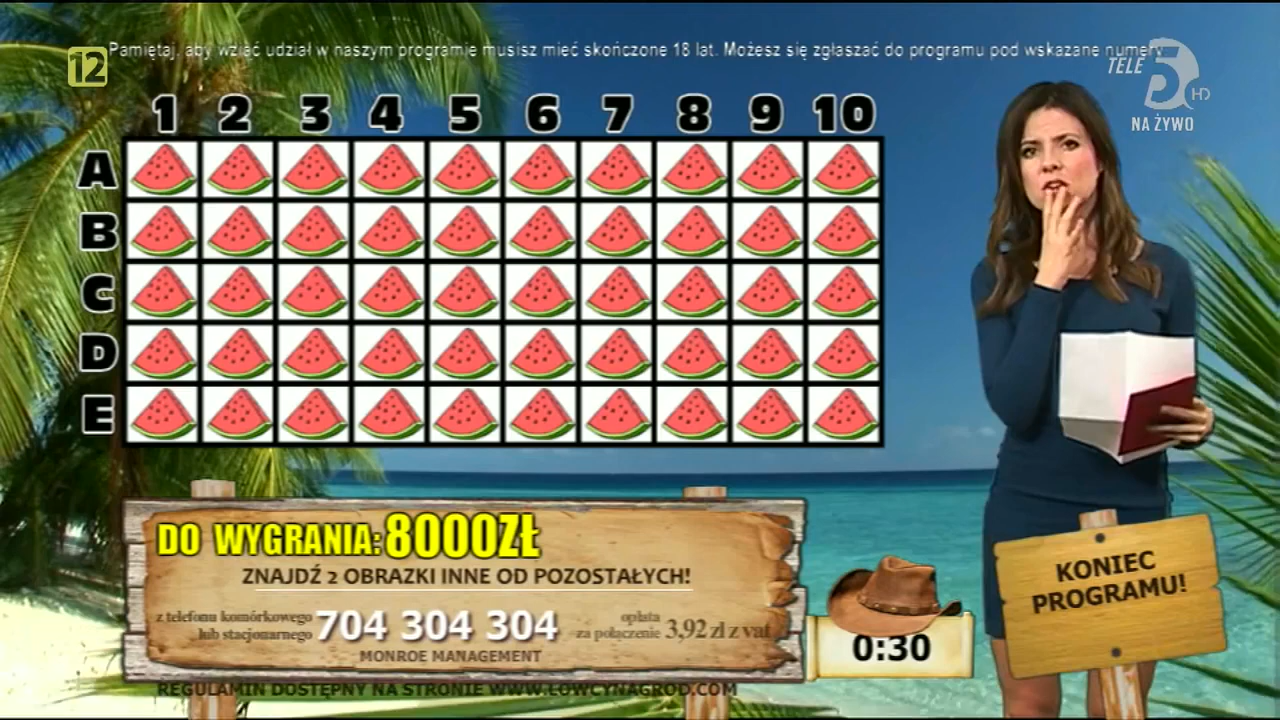 Pamiętaj, aby wziąć udział w naszym programie musisz mieć skończone 18 lat. Możesz się zgłaszać do programu pod wskazane numery
12
TELE 5 HD
NA ŻYWO
1 2 3 4 5 6 7 8 9 10
A
B
C
D
E
DO WYGRANIA: 8000ZŁ
ZNAJDŹ 2 OBRAZKI INNE OD POZOSTAŁYCH!
z telefonu komórkowego
lub stacjonarnego
704 304 304
opłata
za połączenie 3,92 zł z vat
MONROE MANAGEMENT
REGULAMIN DOSTĘPNY NA STRONIE WWW.LOWCYNAGROD.COM
0:30
KONIEC
PROGRAMU!